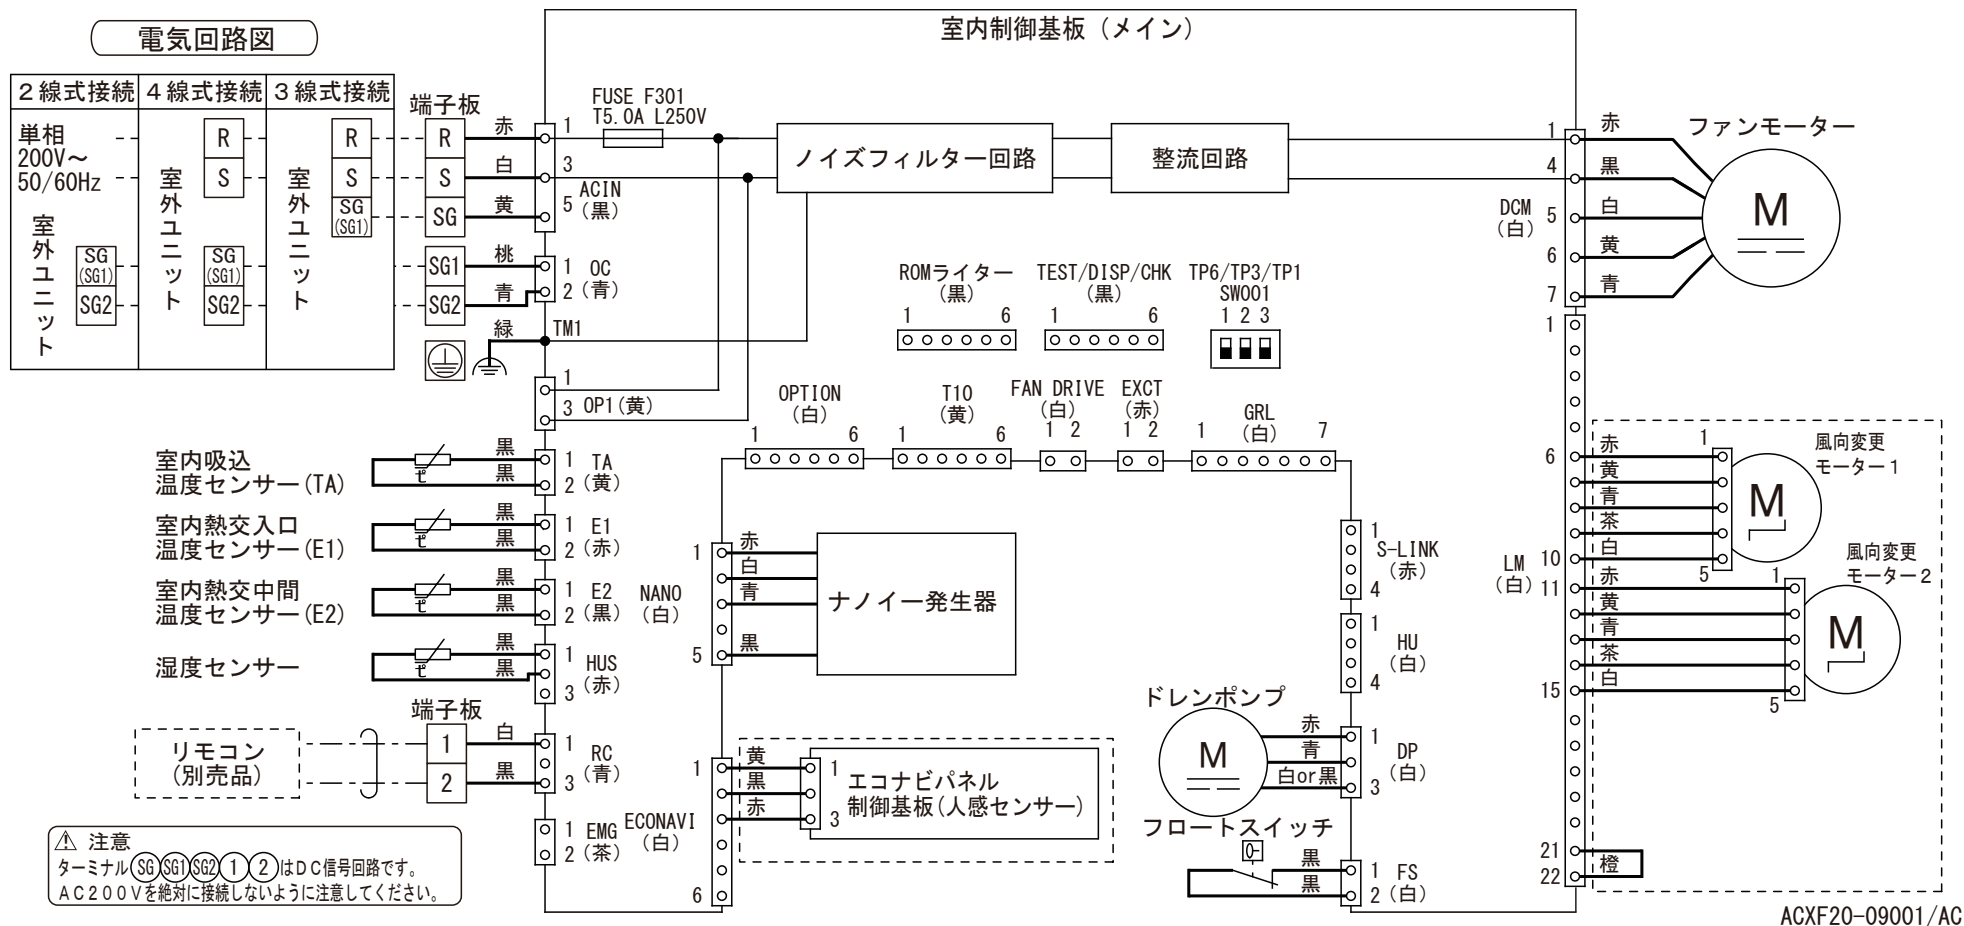 電気回路図
室内制御基板（メイン）
2線式接続
4線式接続
3線式接続
単相
200V～
50/60Hz
室外ユニット
SG
(SG1)
SG2
室外ユニット
R
S
SG
(SG1)
SG2
室外ユニット
R
S
SG
(SG1)
端子板
R
S
SG
SG1
SG2
赤
白
黄
桃
青
緑
1
3
5
ACIN
(黒)
1
2
OC
(青)
TM1
1
3
OP1(黄)
FUSE F301
T5.0A L250V
ノイズフィルター回路
整流回路
1
4
5
6
7
DCM
(白)
赤
黒
白
黄
青
ファンモーター
M
ROMライター
(黒)
1 6
TEST/DISP/CHK
(黒)
1 6
TP6/TP3/TP1
SW001
1 2 3
OPTION
(白)
1 6
T10
(黄)
1 6
FAN DRIVE
(白)
1 2
EXCT
(赤)
1 2
GRL
(白)
1 7
室内吸込
温度センサー(TA)
ﾋﾟ
黒
黒
1
2
TA
(黄)
室内熱交入口
温度センサー(E1)
ﾋﾟ
黒
黒
1
2
E1
(赤)
室内熱交中間
温度センサー(E2)
ﾋﾟ
黒
黒
1
2
E2
(黒)
湿度センサー
ﾋﾟ
黒
黒
1
3
HUS
(赤)
リモコン
(別売品)
端子板
1
2
白
黒
1
3
RC
(青)
1
2
EMG
(茶)
NANO
(白)
1
5
赤
白
青
黒
ナノイー発生器
ECONAVI
(白)
1
6
黄
黒
赤
1
3
エコナビパネル
制御基板(人感センサー)
1
4
S-LINK
(赤)
1
4
HU
(白)
ドレンポンプ
M
赤
青
白or黒
1
3
DP
(白)
フロートスイッチ
黒
黒
1
2
FS
(白)
1
6
10
11
15
21
22
LM
(白)
赤
黄
青
茶
白
1
5
風向変更
モーター1
M
赤
黄
青
茶
白
1
5
風向変更
モーター2
M
橙
⚠ 注意
ターミナル SG SG1 SG2 1 2 はDC信号回路です。
AC200Vを絶対に接続しないように注意してください。
ACXF20-09001/AC